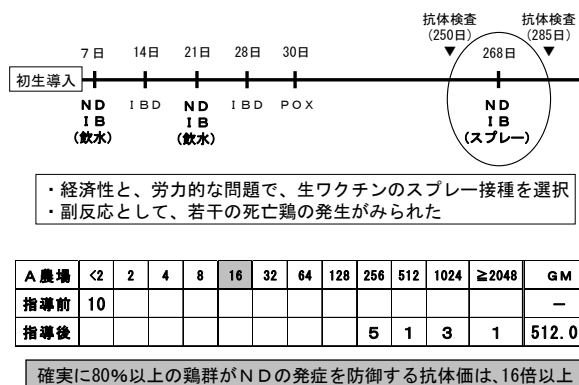 抗体検査 抗体検査
(250日) (285日)
▼ ▼
7日 14日 21日 28日 30日 268日
初生導入
ND IBD ND IBD POX ND
IB IB IB
(飲水) (飲水) (スプレー)
・経済性と、労力的な問題で、生ワクチンのスプレー接種を選択
・副反応として、若干の死亡鶏の発生がみられた
A農場 <2 2 4 8 16 32 64 128 256 512 1024 ≧2048 GM
指導前 10 －
指導後 5 1 3 1 512.0
確実に80%以上の鶏群がNDの発症を防御する抗体価は、16倍以上